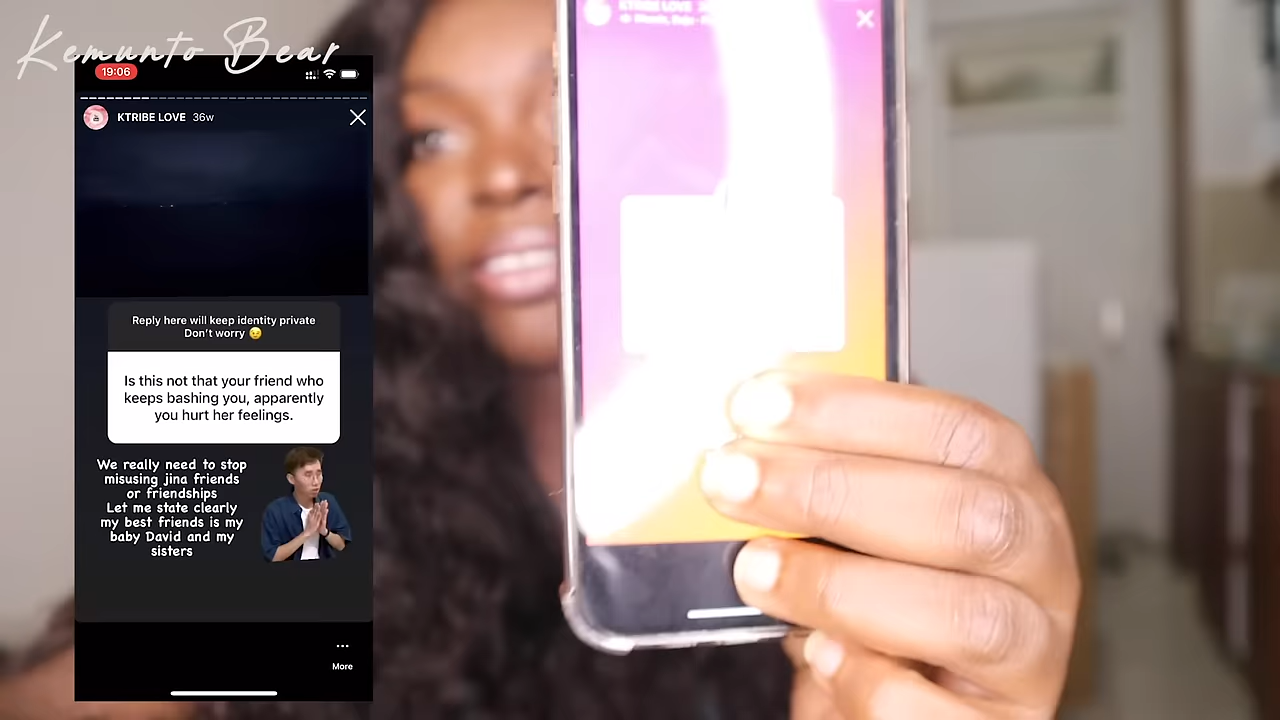 Kemunto Bear
19:06
KTRIBE LOVE 36w
Reply here will keep identity private
Don't worry 😉
Is this not that your friend who
keeps bashing you, apparently
you hurt her feelings.
We really need to stop
misusing jina friends
or friendships
Let me state clearly
my best friends is my
baby David and my
sisters
More
KTRIBE LOVE